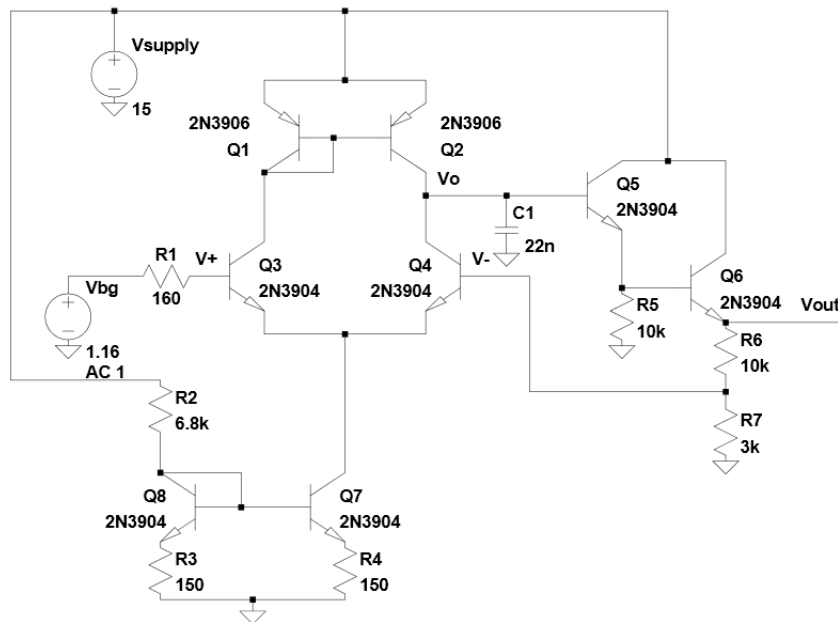 Vsupply
15
2N3906
Q1
2N3906
Q2
Vo
Q5
2N3904
C1
22n
R1
160
V+
Q3
2N3904
Q4
2N3904
V-
Vbg
1.16
AC 1
Q6
2N3904
Vout
R5
10k
R6
10k
R7
3k
R2
6.8k
Q8
2N3904
Q7
2N3904
R3
150
R4
150